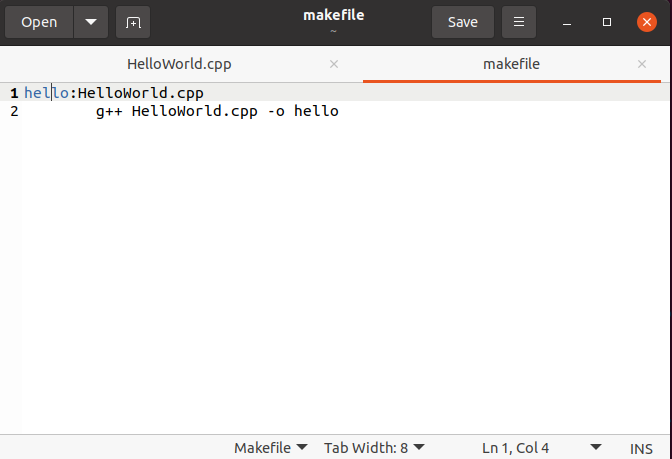 Open makefile Save
~
HelloWorld.cpp makefile
1 hello:HelloWorld.cpp
2 g++ HelloWorld.cpp -o hello
Makefile Tab Width: 8 Ln 1, Col 4 INS